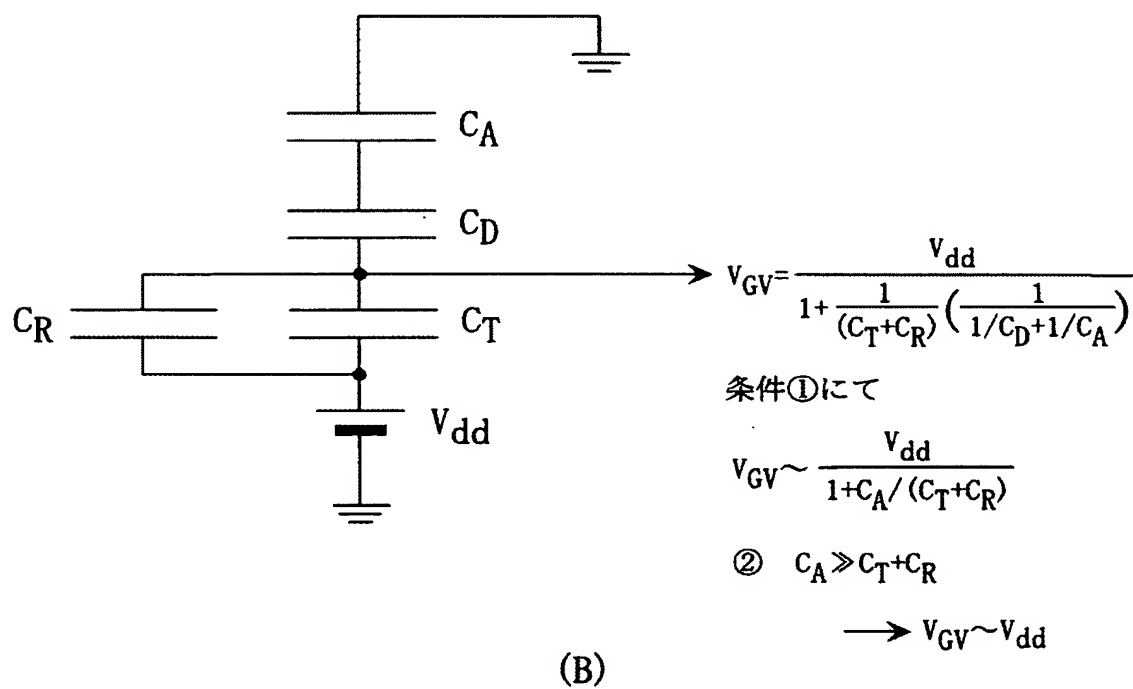 C_A
C_D
C_R
C_T
V_dd
V_GV=V_dd/(1+1/(C_T+C_R)(1/(1/C_D+1/C_A)))
条件①にて
V_GV～V_dd/(1+C_A/(C_T+C_R))
② C_A≫C_T+C_R
→ V_GV～V_dd
(B)